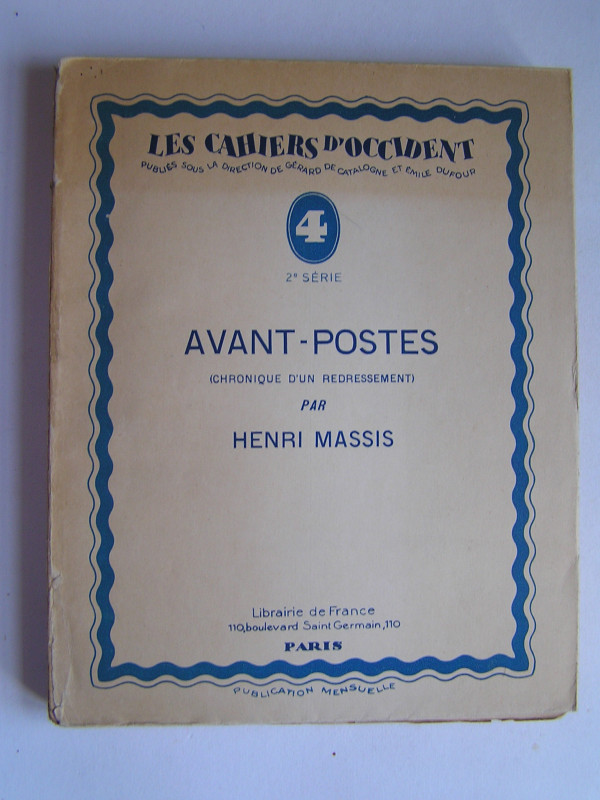 LES CAHIERS D'OCCIDENT
PUBLIÉS SOUS LA DIRECTION DE GÉRARD DE CATALOGNE ET ÉMILE DUFOUR
4
2e SÉRIE
AVANT-POSTES
(CHRONIQUE D'UN REDRESSEMENT)
PAR
HENRI MASSIS
Librairie de France
110, boulevard Saint Germain, 110
PARIS
PUBLICATION MENSUELLE